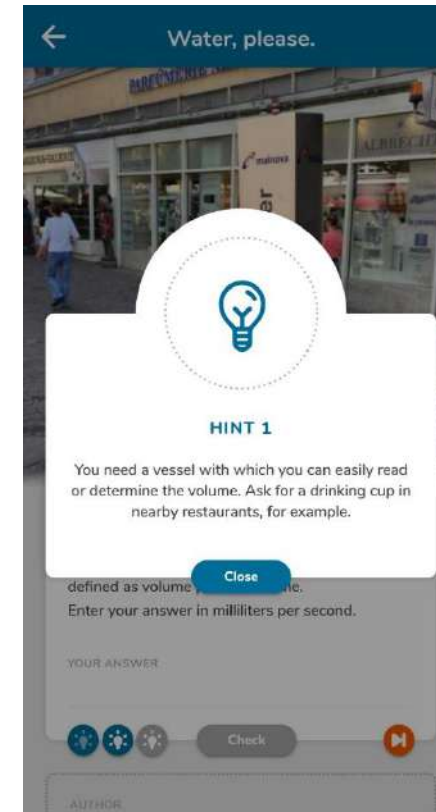 Water, please.
PARFÜMERIE
ALBRECHT
mainova
HINT 1
You need a vessel with which you can easily read
or determine the volume. Ask for a drinking cup in
nearby restaurants, for example.
Close
defined as volume
Enter your answer in milliliters per second.
YOUR ANSWER
Check
AUTHOR